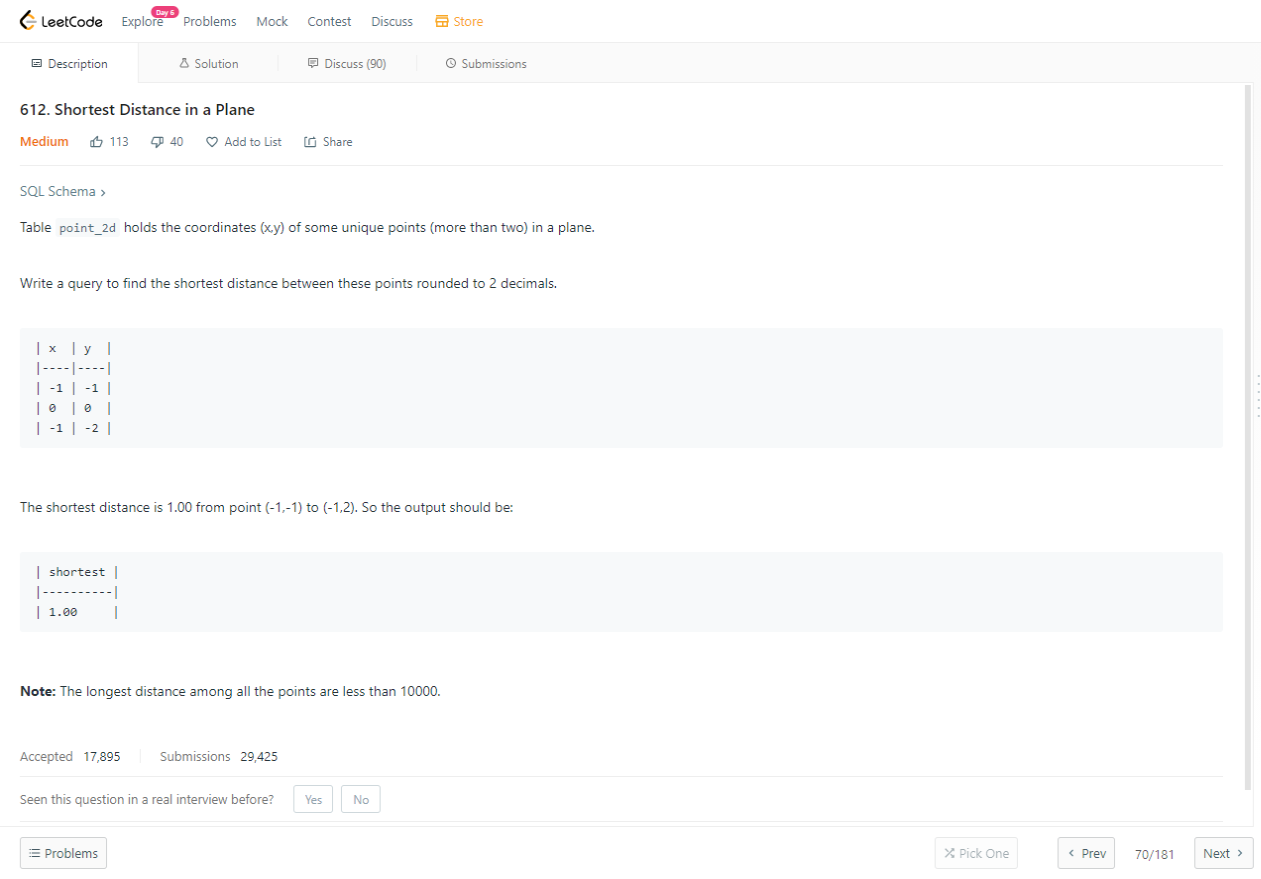 LeetCode Explore Day 6 Problems Mock Contest Discuss Store
Description Solution Discuss (90) Submissions
612. Shortest Distance in a Plane
Medium 113 40 Add to List Share
SQL Schema ›
Table point_2d holds the coordinates (x,y) of some unique points (more than two) in a plane.
Write a query to find the shortest distance between these points rounded to 2 decimals.
| x  | y  |
|----|----|
| -1 | -1 |
| 0  | 0  |
| -1 | -2 |
The shortest distance is 1.00 from point (-1,-1) to (-1,2). So the output should be:
| shortest |
|----------|
| 1.00     |
Note: The longest distance among all the points are less than 10000.
Accepted 17,895 Submissions 29,425
Seen this question in a real interview before? Yes No
Problems Pick One ‹ Prev 70/181 Next ›